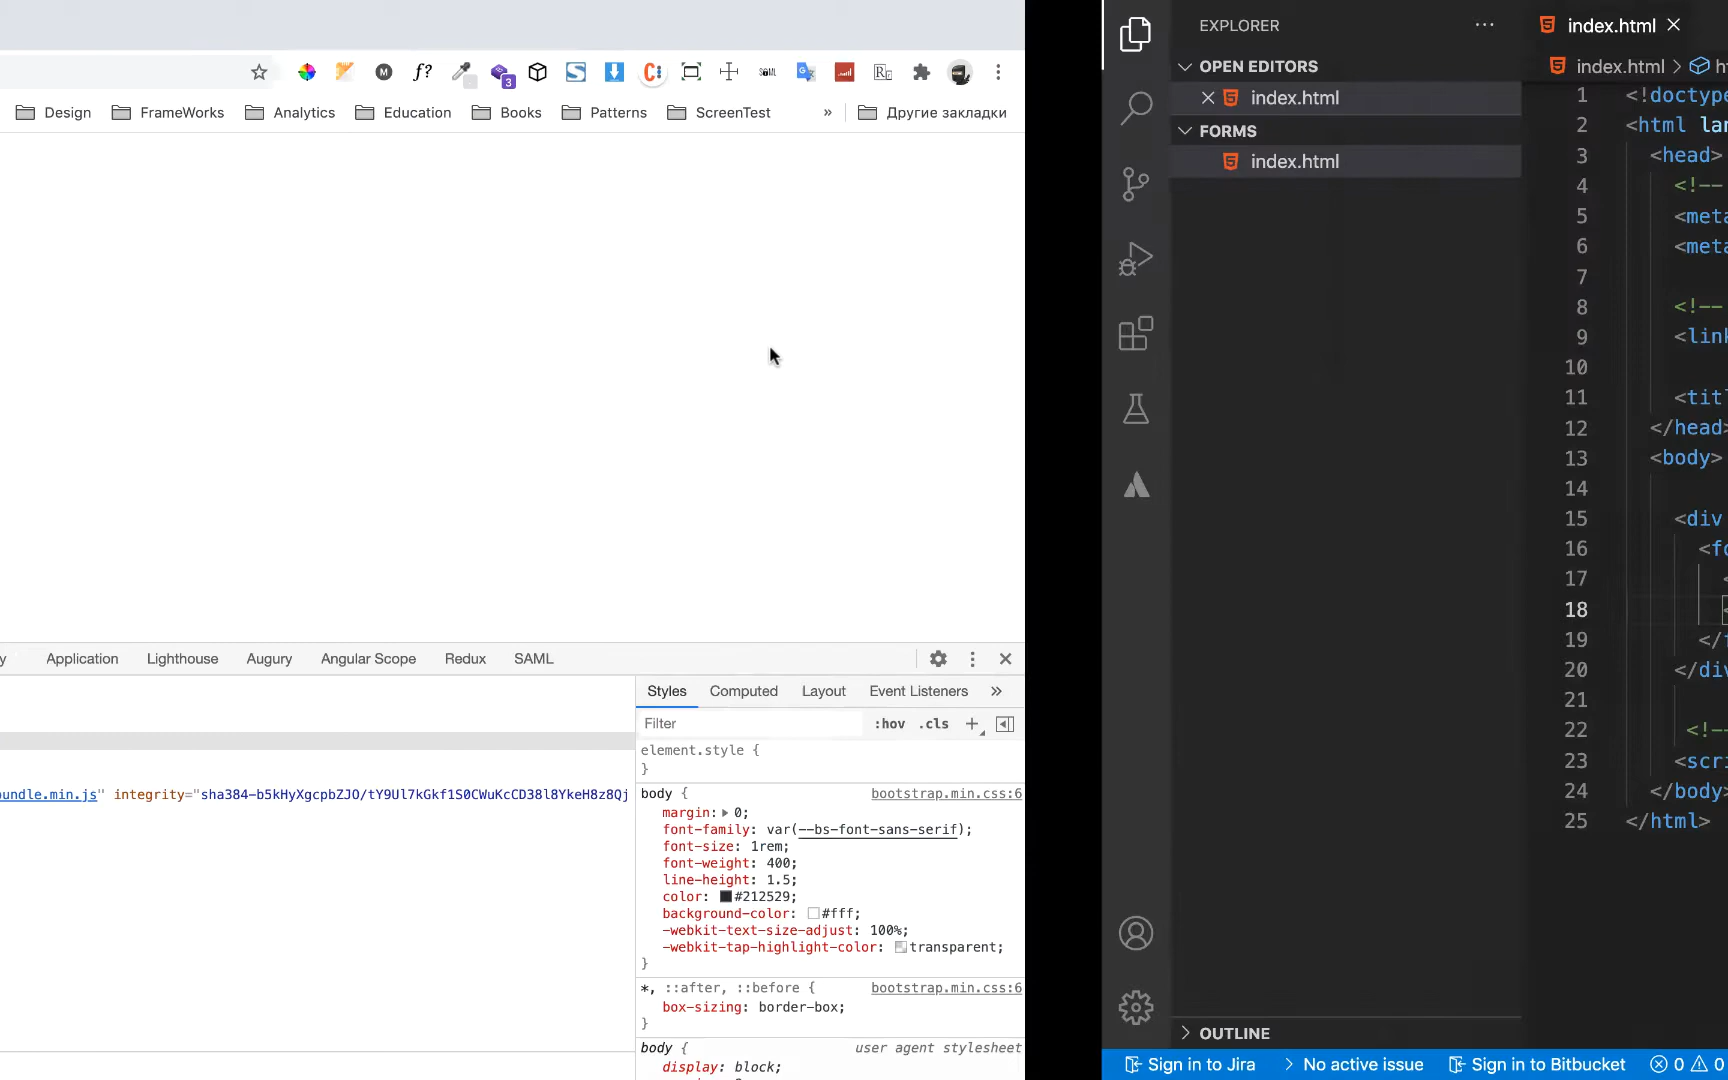 f?
3
Design FrameWorks Analytics Education Books Patterns ScreenTest » Другие закладки
y Application Lighthouse Augury Angular Scope Redux SAML
Styles Computed Layout Event Listeners »
Filter :hov .cls +
element.style {
}
undle.min.js" integrity="sha384-b5kHyXgcpbZJO/tY9Ul7kGkf1S0CWuKcCD38l8YkeH8z8Qj
body { bootstrap.min.css:6
margin: 0;
font-family: var(--bs-font-sans-serif);
font-size: 1rem;
font-weight: 400;
line-height: 1.5;
color: #212529;
background-color: #fff;
-webkit-text-size-adjust: 100%;
-webkit-tap-highlight-color: transparent;
}
*, ::after, ::before { bootstrap.min.css:6
box-sizing: border-box;
}
body { user agent stylesheet
display: block;
EXPLORER ···
OPEN EDITORS
index.html
FORMS
index.html
OUTLINE
index.html
index.html >
1 <!doctype
2 <html lan
3 <head>
4 <!--
5 <meta
6 <meta
7
8 <!--
9 <link
10
11 <titl
12 </head>
13 <body>
14
15 <div
16 <fo
17 <
18 <
19 </f
20 </div
21
22 <!--
23 <scri
24 </body>
25 </html>
Sign in to Jira No active issue Sign in to Bitbucket 0 0